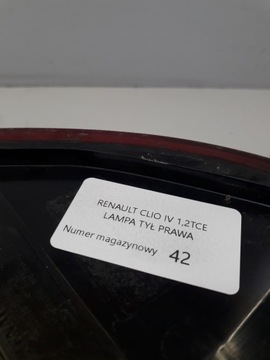 RENAULT CLIO IV 1,2TCE
LAMPA TYŁ PRAWA
Numer magazynowy 42